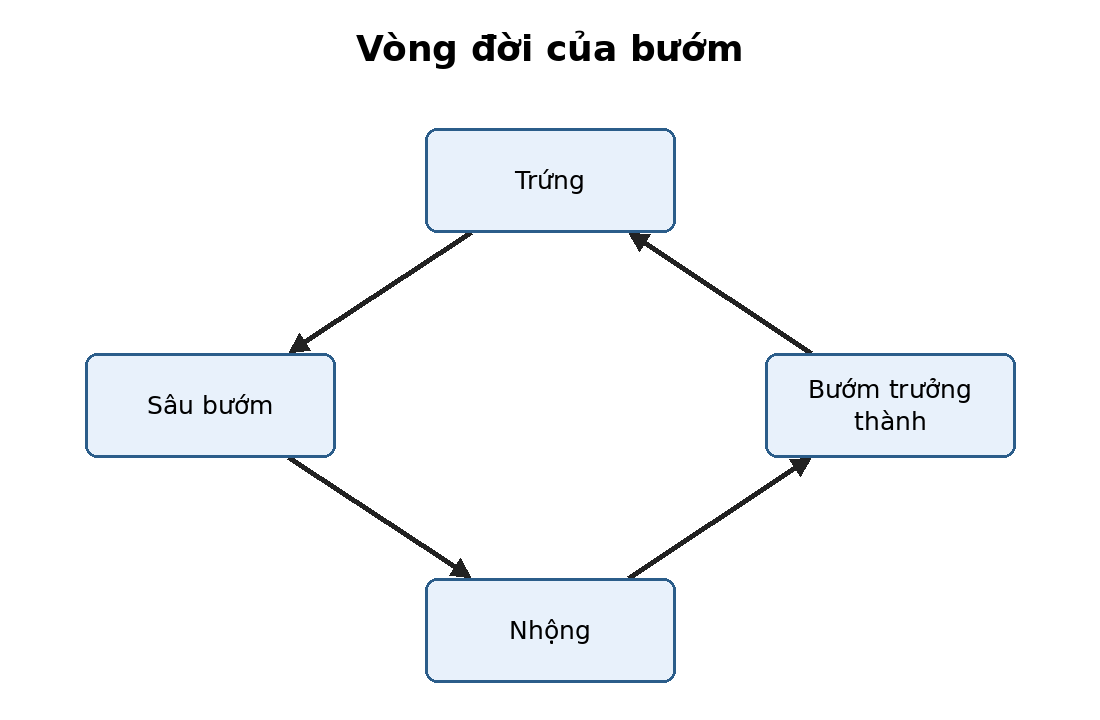 Vòng đời của bướm
Trứng
Sâu bướm
Bướm trưởng
thành
Nhộng